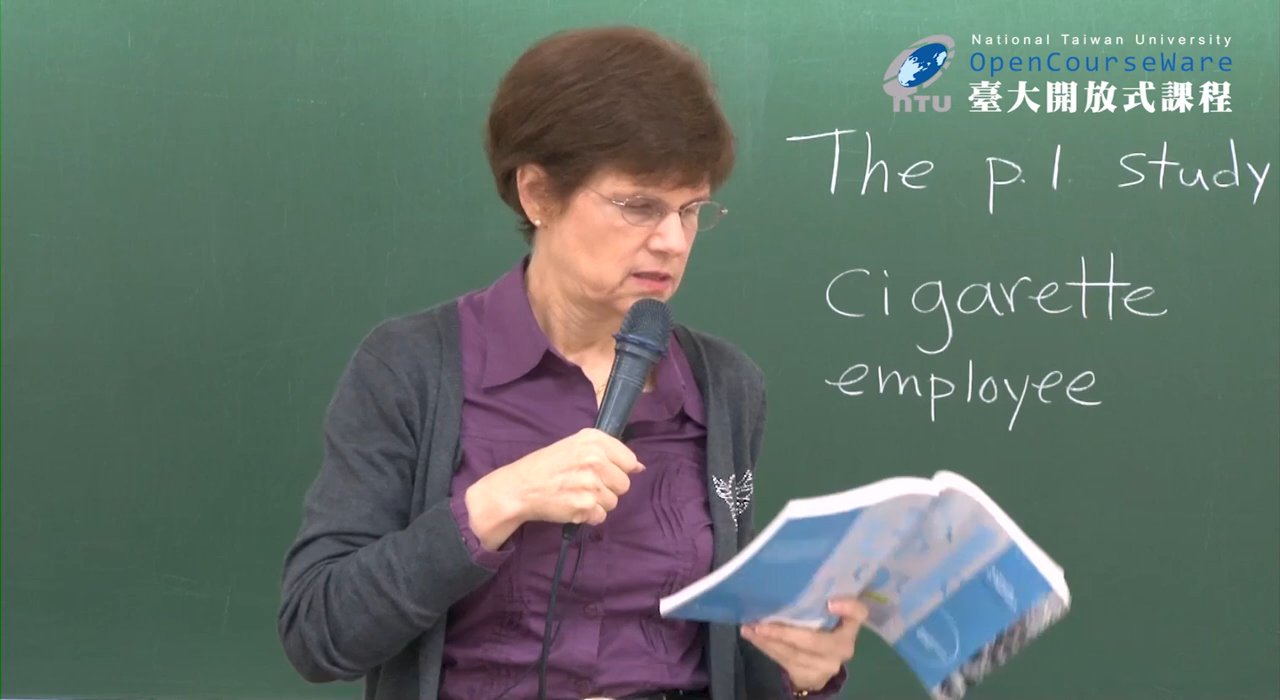 National Taiwan University
OpenCourseWare
NTU
臺大開放式課程
The p.1 study
Cigarette
employee